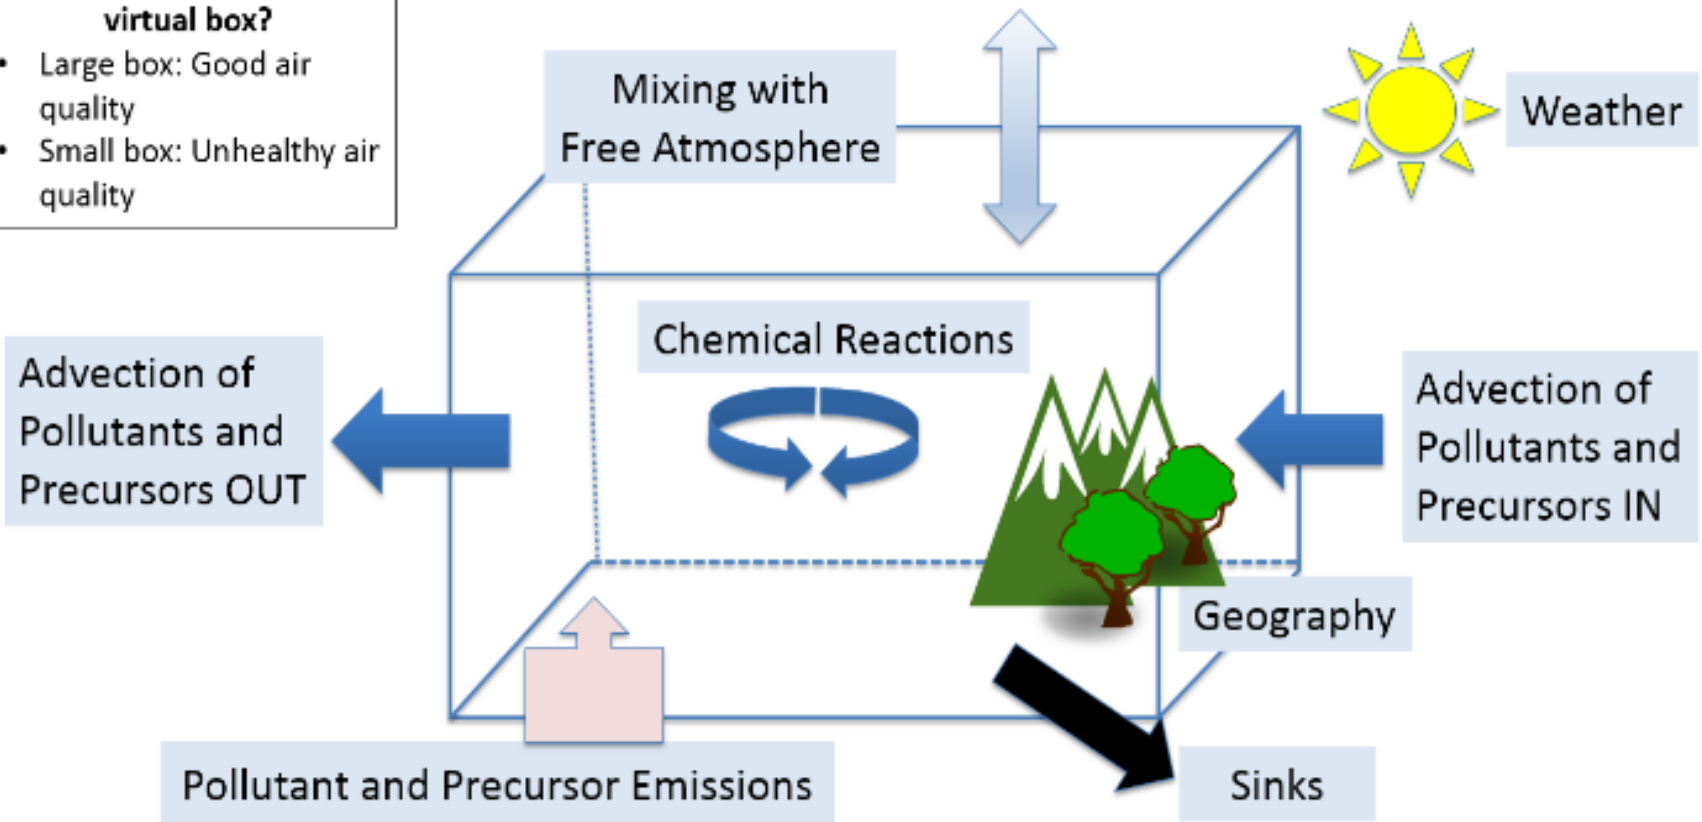 virtual box?
• Large box: Good air
quality
• Small box: Unhealthy air
quality
Mixing with
Free Atmosphere
Weather
Chemical Reactions
Advection of
Pollutants and
Precursors OUT
Advection of
Pollutants and
Precursors IN
Geography
Pollutant and Precursor Emissions
Sinks